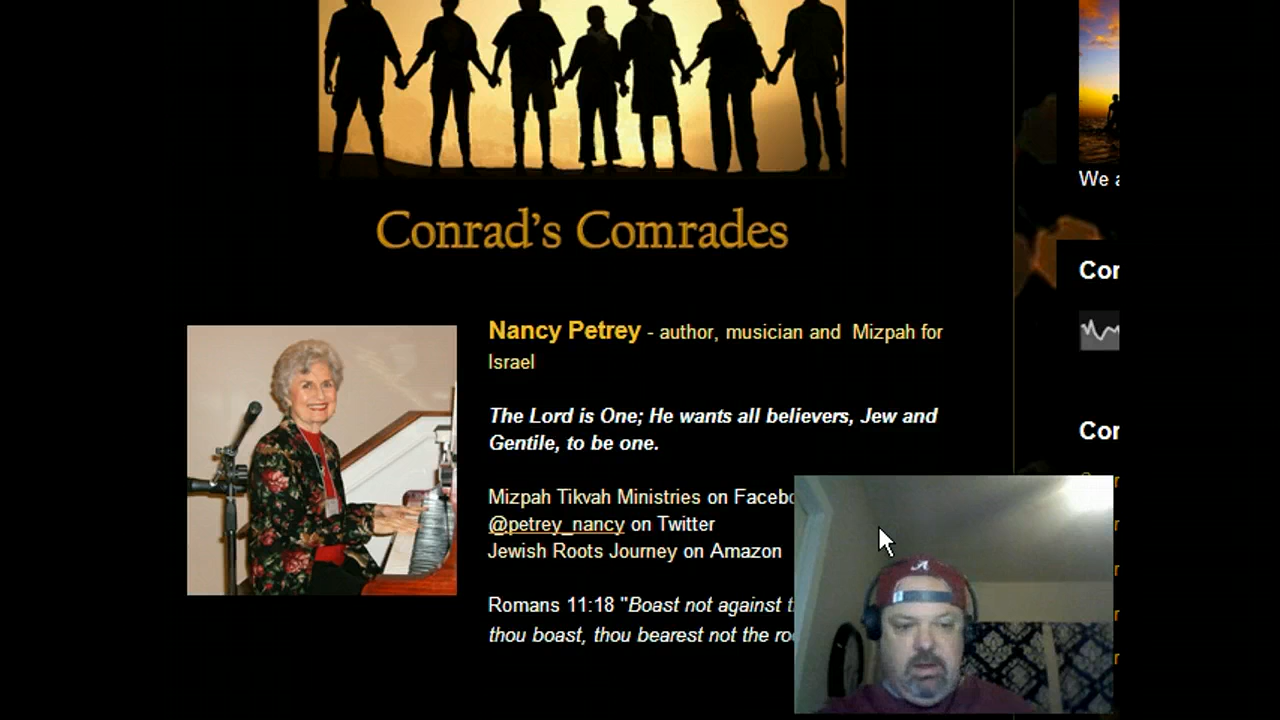 We
Conrad's Comrades
Nancy Petrey - author, musician and Mizpah for
Israel
The Lord is One; He wants all believers, Jew and
Gentile, to be one.
Mizpah Tikvah Ministries on
@petrey_nancy on Twitter
Jewish Roots Journey on Amazon
Romans 11:18 "Boast not against
thou boast, thou bearest not the
A